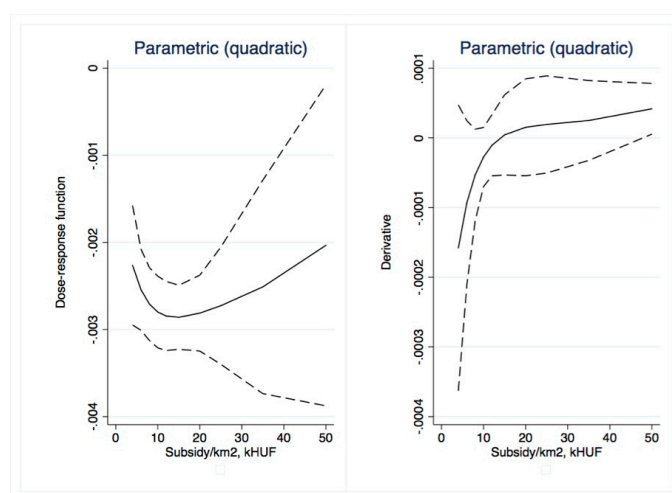 Parametric (quadratic)
Dose-response function
0
-.001
-.002
-.003
-.004
0 10 20 30 40 50
Subsidy/km2, kHUF
Parametric (quadratic)
Derivative
.0001
0
-.0001
-.0002
-.0003
-.0004
0 10 20 30 40 50
Subsidy/km2, kHUF